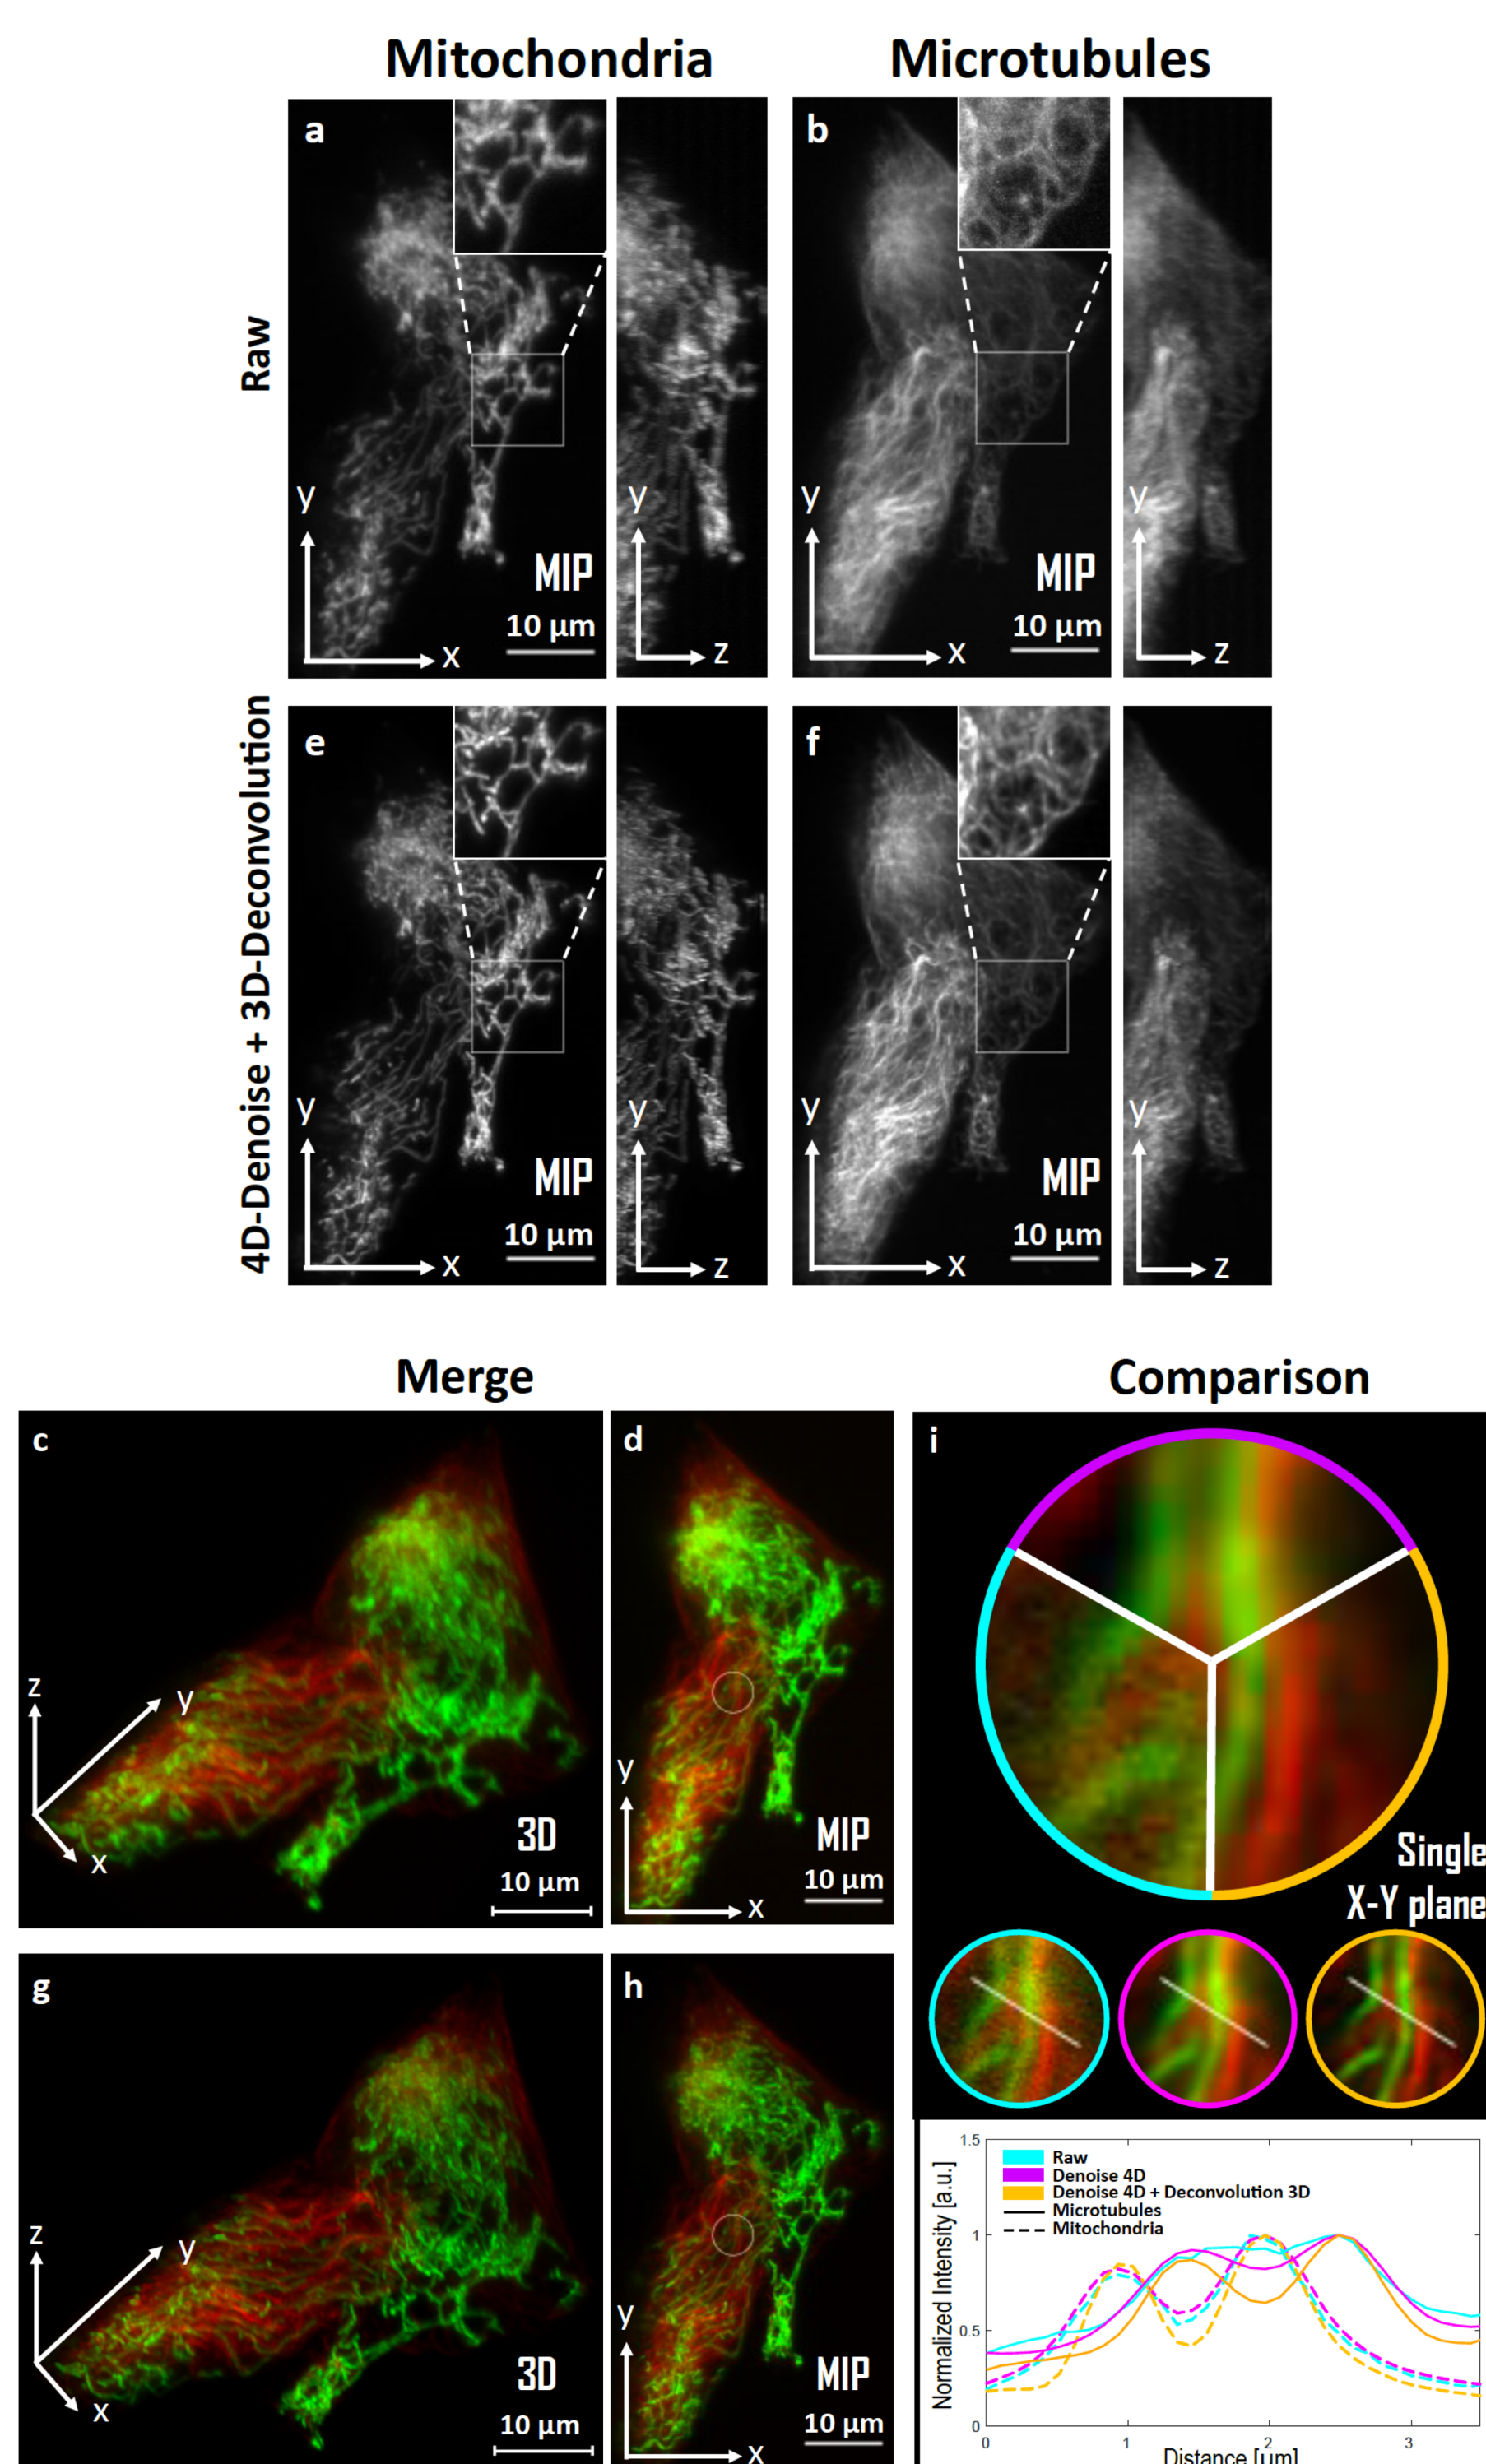 Mitochondria
Microtubules
Raw
a
y
x
MIP
10 µm
y
z
b
y
x
MIP
10 µm
y
z
4D-Denoise + 3D-Deconvolution
e
y
x
MIP
10 µm
y
z
f
y
x
MIP
10 µm
y
z
Merge
Comparison
c
z
y
x
3D
10 µm
d
y
x
MIP
10 µm
g
z
y
x
3D
10 µm
h
y
x
MIP
10 µm
i
Single
X-Y plane
Raw
Denoise 4D
Denoise 4D + Deconvolution 3D
Microtubules
Mitochondria
Normalized Intensity [a.u.]
1.5
1
0.5
0
0
1
2
3
Distance [µm]